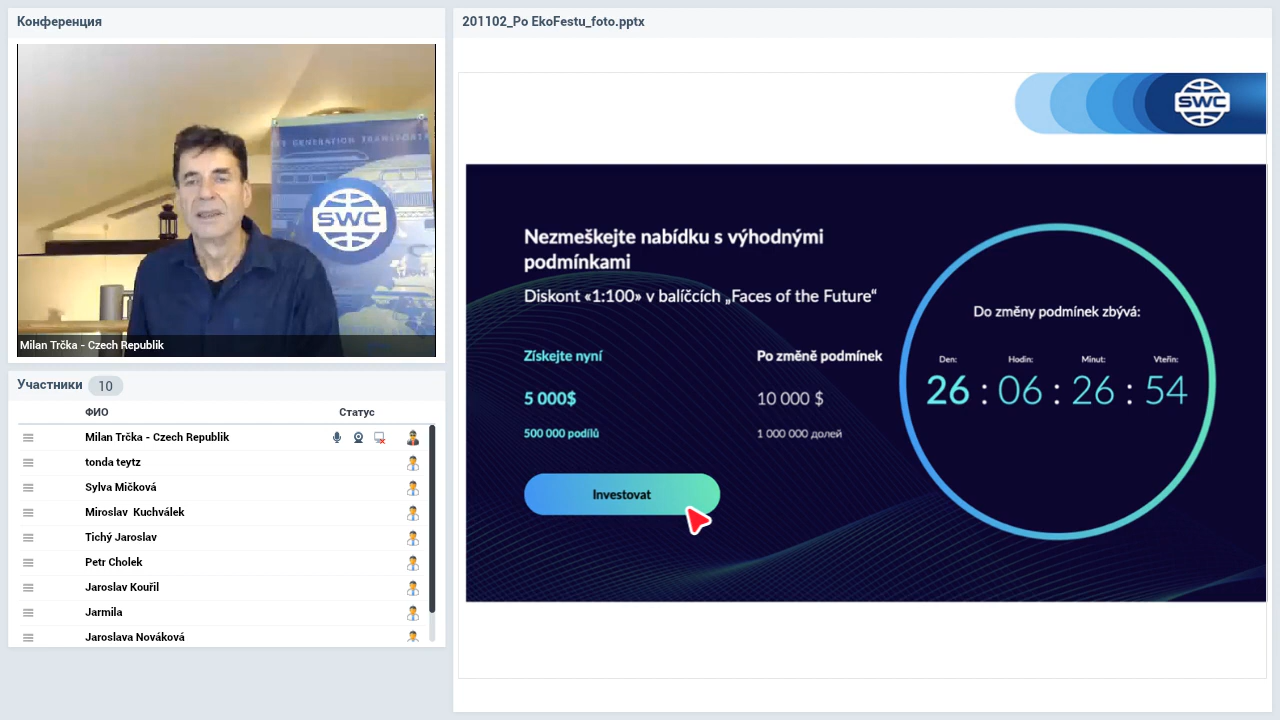 Конференция
SWC
Milan Trčka - Czech Republik
Участники 10
ФИО Статус
Milan Trčka - Czech Republik
tonda teytz
Sylva Mičková
Miroslav Kuchválek
Tichý Jaroslav
Petr Cholek
Jaroslav Kouřil
Jarmila
Jaroslava Nováková
201102_Po EkoFestu_foto.pptx
SWC
Nezmeškejte nabídku s výhodnými
podmínkami
Diskont «1:100» v balíčcích „Faces of the Future“
Získejte nyní
5 000$
500 000 podílů
Po změně podmínek
10 000 $
1 000 000 долей
Investovat
Do změny podmínek zbývá:
Den: Hodin: Minut: Vteřin:
26 : 06 : 26 : 54